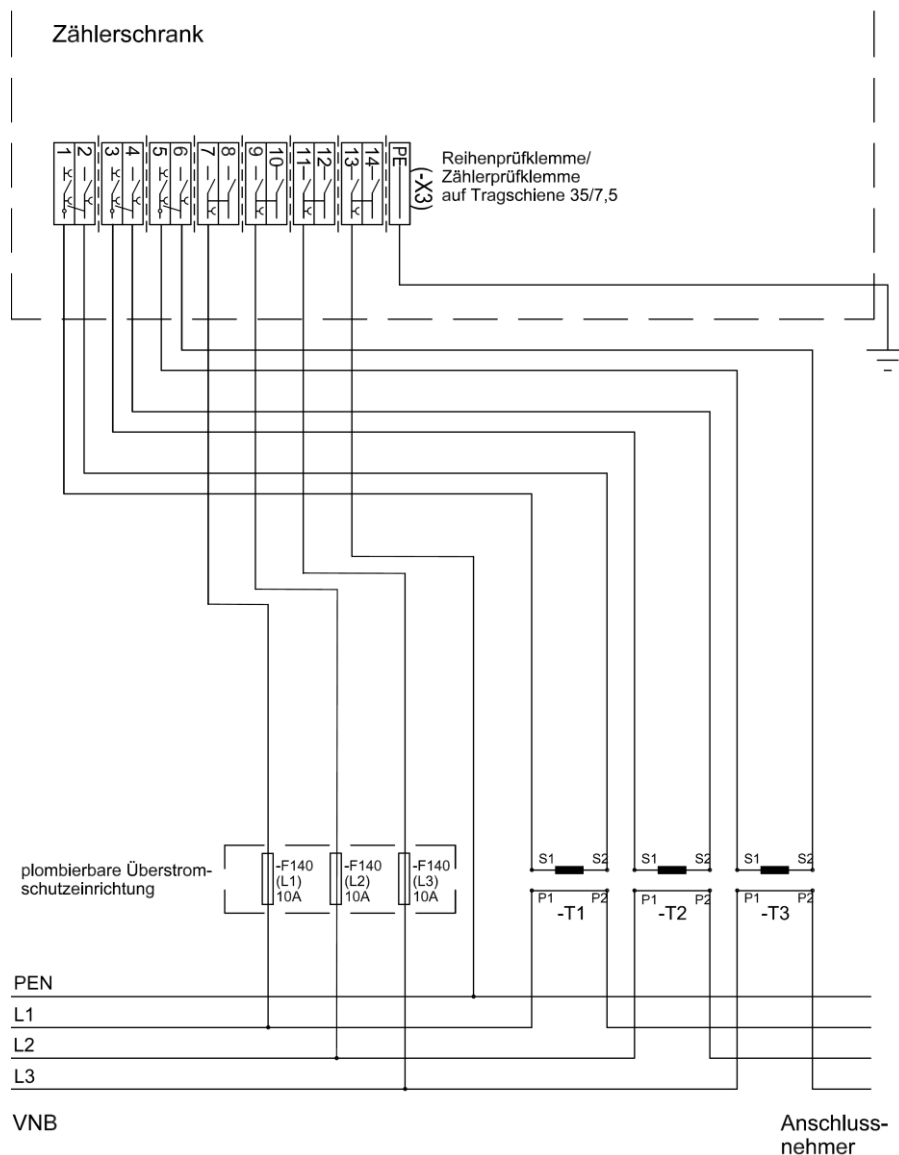 Zählerschrank
1 2 3 4 5 6 7 8 9 10 11 12 13 14 PE
(-X3)
Reihenprüfklemme/
Zählerprüfklemme
auf Tragschiene 35/7,5
plombierbare Überstrom-
schutzeinrichtung
-F140
(L1)
10A
-F140
(L2)
10A
-F140
(L3)
10A
S1 S2 S1 S2 S1 S2
P1 P2 P1 P2 P1 P2
-T1 -T2 -T3
PEN
L1
L2
L3
VNB
Anschluss-
nehmer